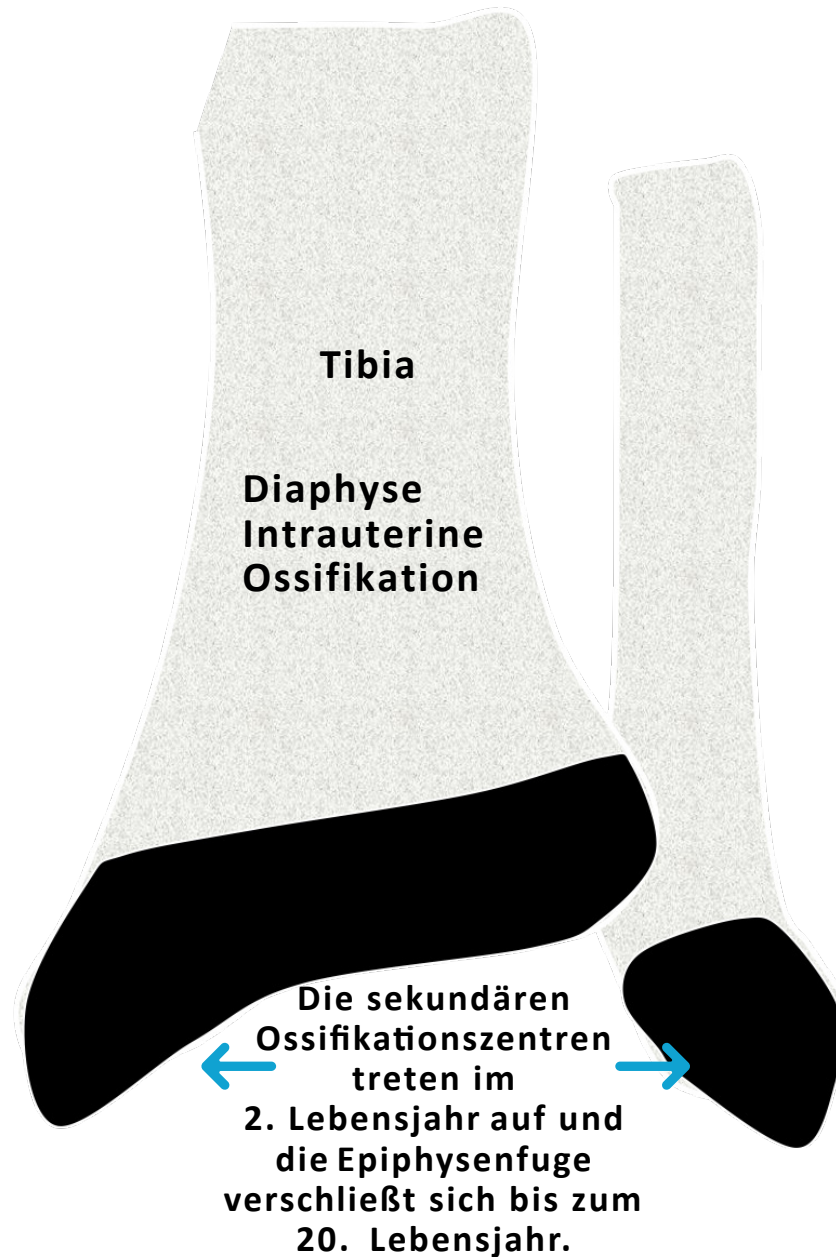 Tibia
Diaphyse
Intrauterine
Ossifikation
Die sekundären
Ossifikationszentren
treten im
2. Lebensjahr auf und
die Epiphysenfuge
verschließt sich bis zum
20. Lebensjahr.